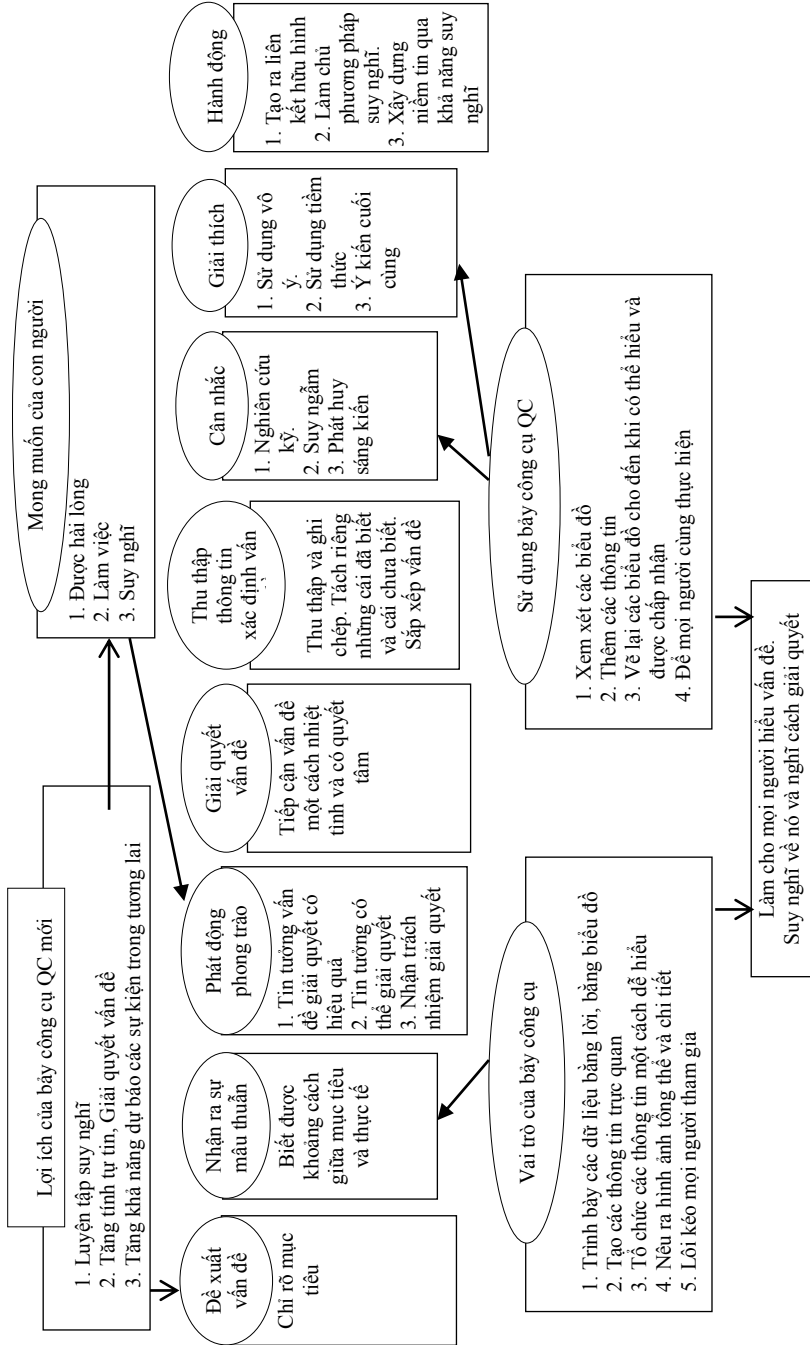 Lợi ích của bảy công cụ QC mới
1. Luyện tập suy nghĩ
2. Tăng tính tự tin, Giải quyết vấn đề
3. Tăng khả năng dự báo các sự kiện trong tương lai
Mong muốn của con người
1. Được hài lòng
2. Làm việc
3. Suy nghĩ
Đề xuất
vấn đề
Chỉ rõ mục
tiêu
Nhận ra sự
mâu thuẫn
Biết được
khoảng cách
giữa mục tiêu
và thực tế
Phát động
phong trào
1. Tin tưởng vấn
đề giải quyết có
hiệu quả
2. Tin tưởng có
thể giải quyết
3. Nhận trách
nhiệm giải quyết
Giải quyết
vấn đề
Tiếp cận vấn đề
một cách nhiệt
tình và có quyết
tâm
Thu thập
thông tin
xác định vấn
Thu thập và ghi
chép. Tách riêng
những cái đã biết
và cái chưa biết.
Sắp xếp vấn đề
Cân nhắc
1. Nghiên cứu
kỹ.
2. Suy ngẫm
3. Phát huy
sáng kiến
Giải thích
1. Sử dụng vô
ý.
2. Sử dụng tiềm
thức
3. Ý kiến cuối
cùng
Hành động
1. Tạo ra liên
kết hữu hình
2. Làm chủ
phương pháp
suy nghĩ.
3. Xây dựng
niềm tin qua
khả năng suy
nghĩ
Vai trò của bảy công cụ
1. Trình bày các dữ liệu bằng lời, bằng biểu đồ
2. Tạo các thông tin trực quan
3. Tổ chức các thông tin một cách dễ hiểu
4. Nêu ra hình ảnh tổng thể và chi tiết
5. Lôi kéo mọi người tham gia
Sử dụng bảy công cụ QC
1. Xem xét các biểu đồ
2. Thêm các thông tin
3. Vẽ lại các biểu đồ cho đến khi có thể hiểu và
được chấp nhận
4. Để mọi người cùng thực hiện
Làm cho mọi người hiểu vấn đề.
Suy nghĩ về nó và nghĩ cách giải quyết